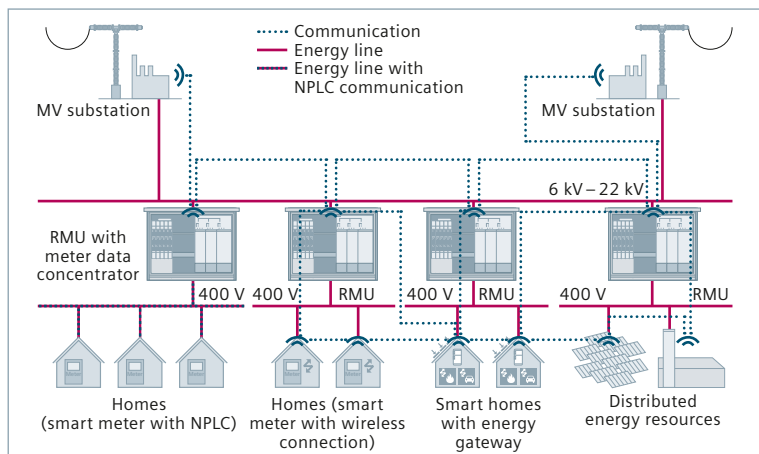 Communication
Energy line
Energy line with
NPLC communication
MV substation
MV substation
6 kV – 22 kV
RMU with
meter data
concentrator
400 V
400 V
RMU
400 V
RMU
400 V
RMU
Homes
(smart meter with NPLC)
Homes (smart
meter with wireless
connection)
Smart homes
with energy
gateway
Distributed
energy resources